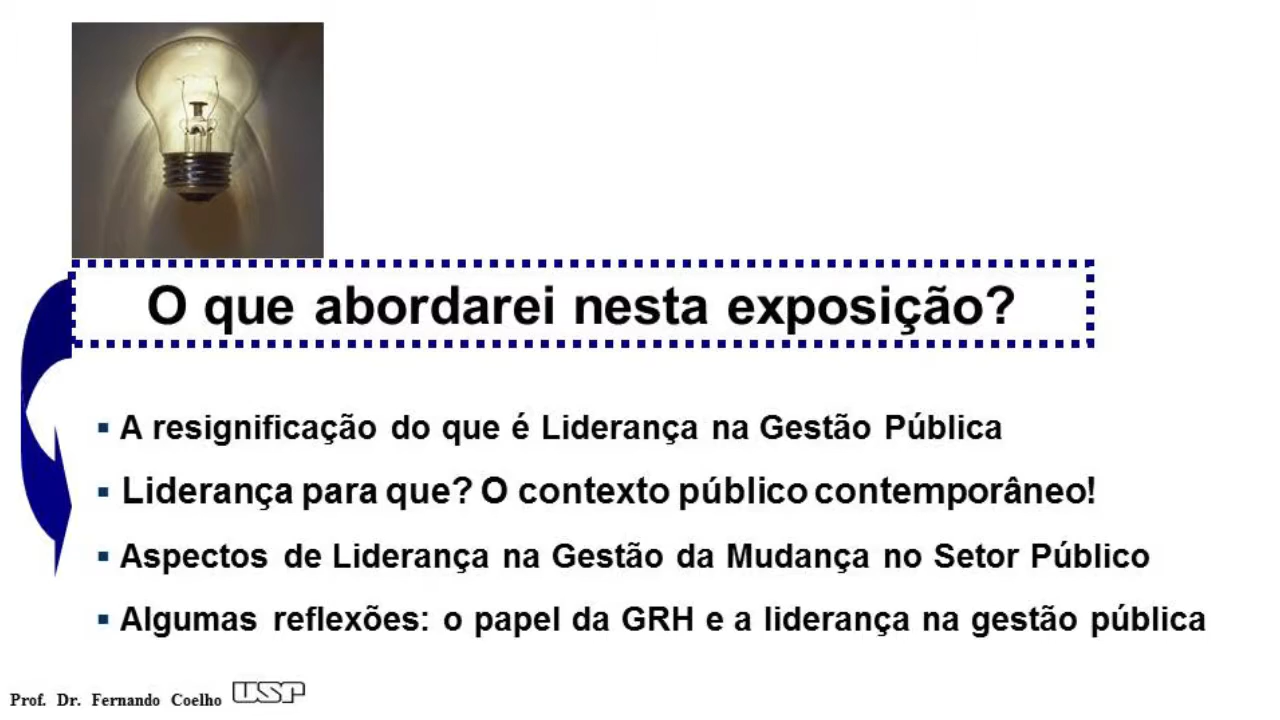 O que abordarei nesta exposição?
▪ A resignificação do que é Liderança na Gestão Pública
▪ Liderança para que? O contexto público contemporâneo!
▪ Aspectos de Liderança na Gestão da Mudança no Setor Público
▪ Algumas reflexões: o papel da GRH e a liderança na gestão pública
Prof. Dr. Fernando Coelho USP